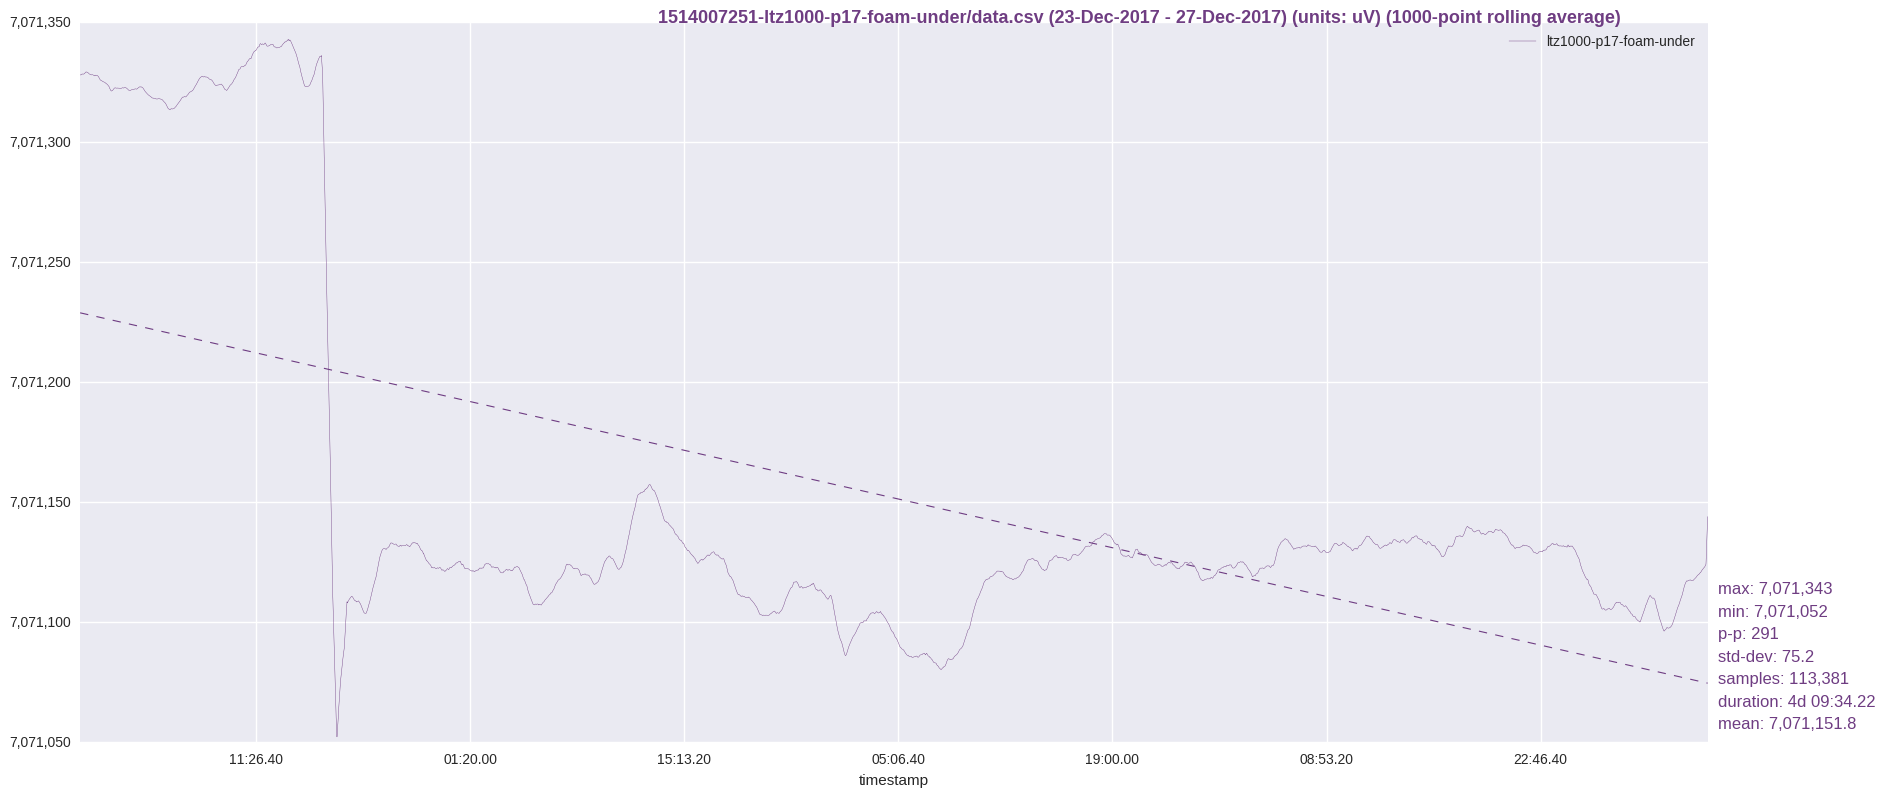 1514007251-ltz1000-p17-foam-under/data.csv (23-Dec-2017 - 27-Dec-2017) (units: uV) (1000-point rolling average)
ltz1000-p17-foam-under
7,071,350
7,071,300
7,071,250
7,071,200
7,071,150
7,071,100
7,071,050
max: 7,071,343
min: 7,071,052
p-p: 291
std-dev: 75.2
samples: 113,381
duration: 4d 09:34.22
mean: 7,071,151.8
11:26.40 01:20.00 15:13.20 05:06.40 19:00.00 08:53.20 22:46.40
timestamp